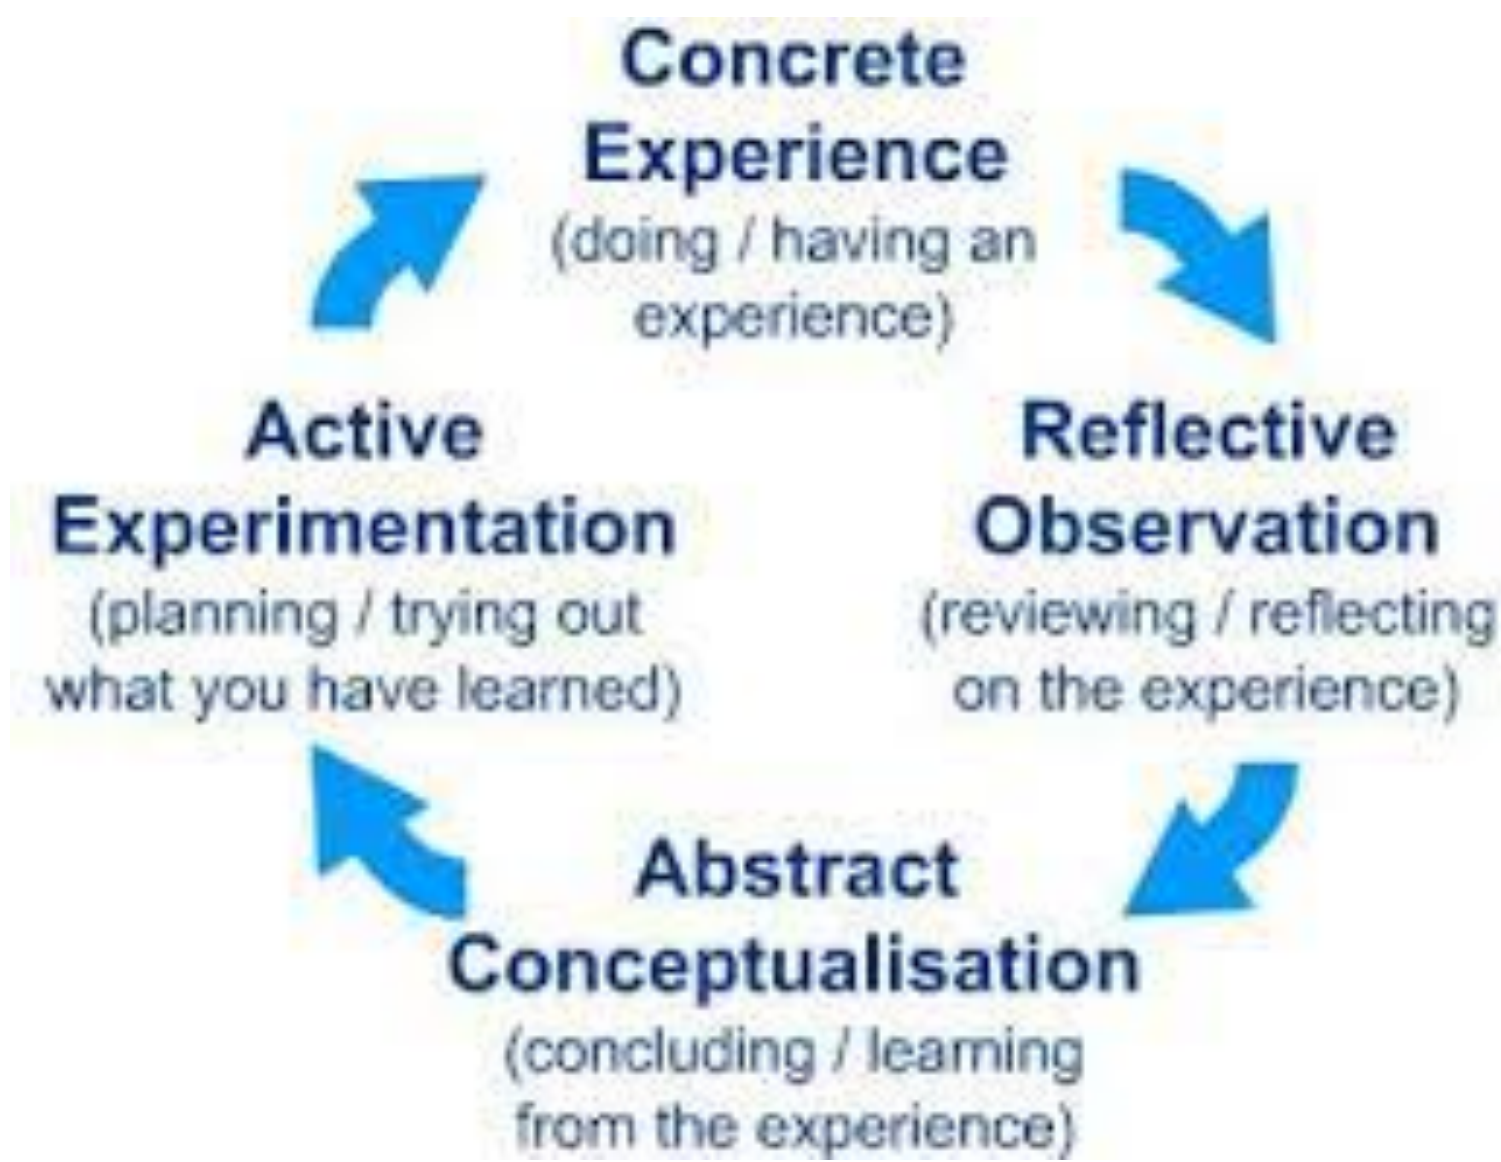 Concrete
Experience
(doing / having an
experience)
Reflective
Observation
(reviewing / reflecting
on the experience)
Abstract
Conceptualisation
(concluding / learning
from the experience)
Active
Experimentation
(planning / trying out
what you have learned)